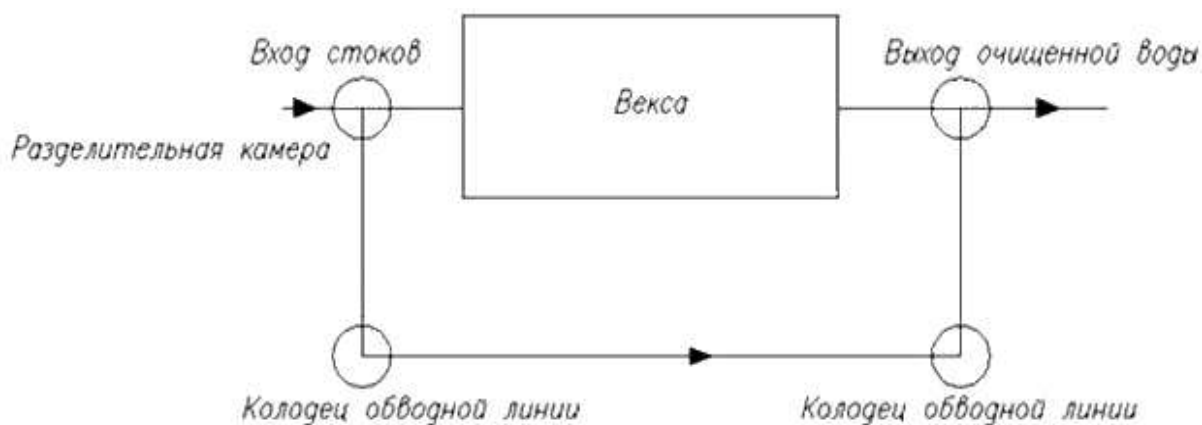 Вход стоков
Выход очищенной воды
Векса
Разделительная камера
Колодец обводной линии
Колодец обводной линии